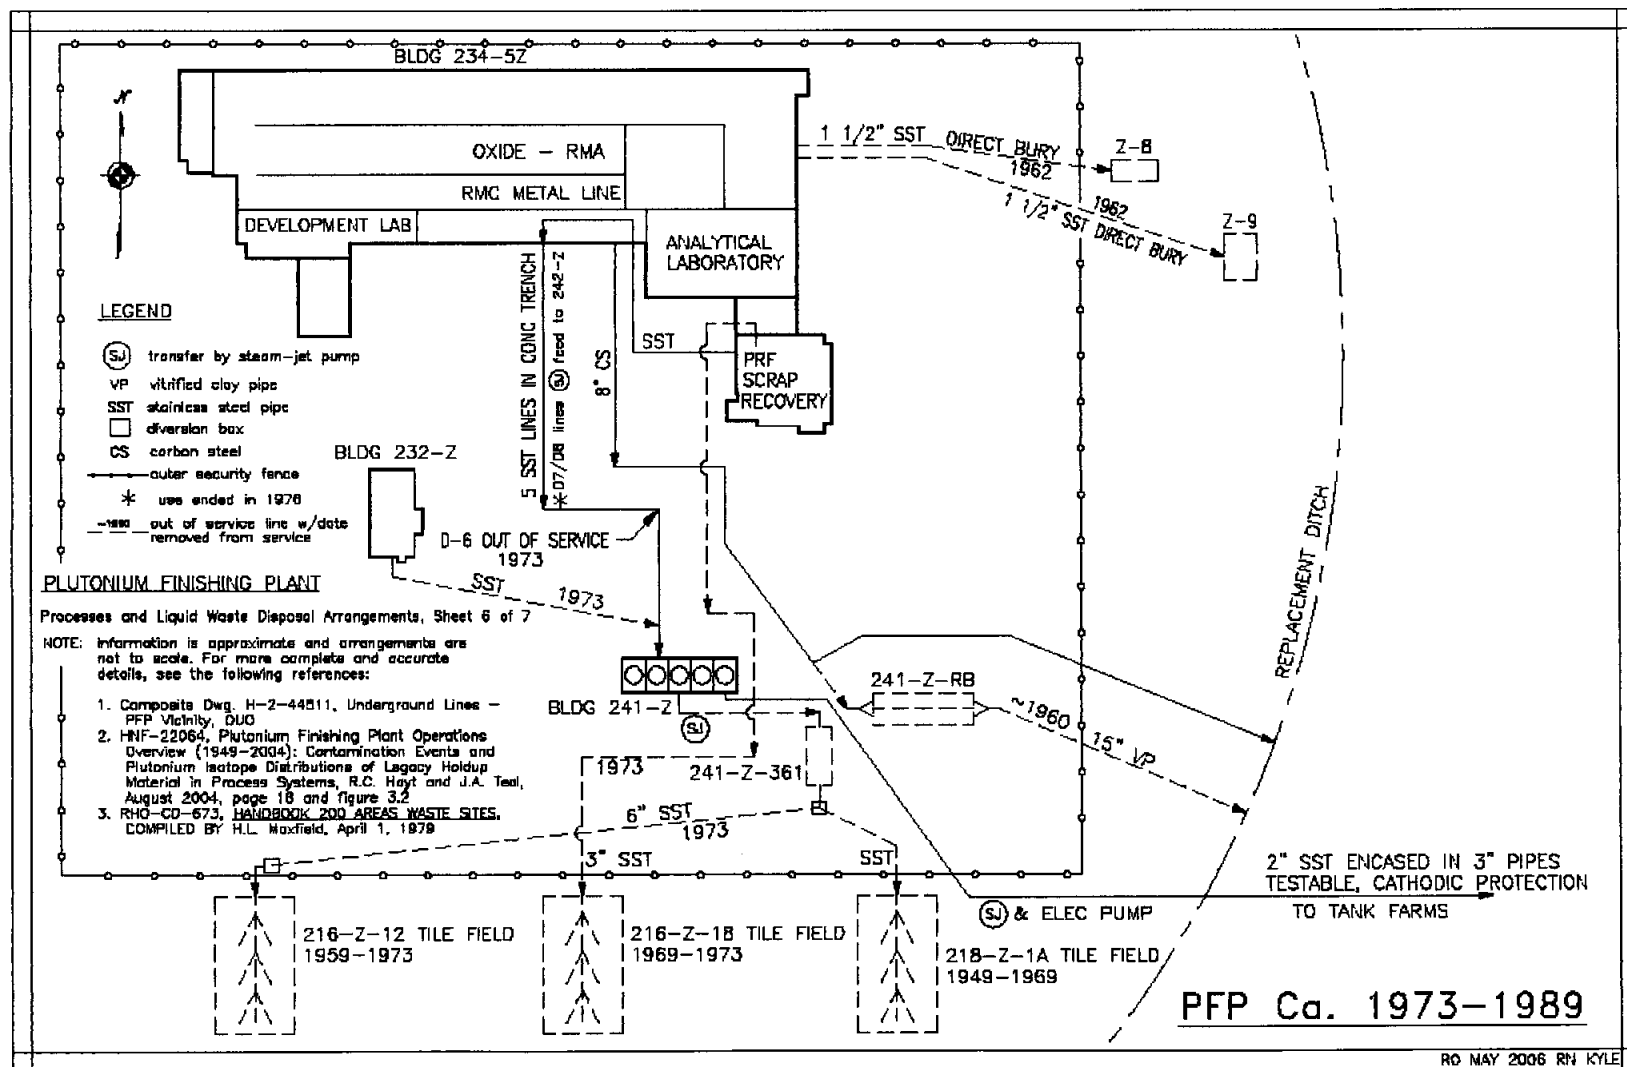 BLDG 234-5Z
N
OXIDE - RMA
RMC METAL LINE
DEVELOPMENT LAB
ANALYTICAL
LABORATORY
1 1/2" SST DIRECT BURY
1962
Z-8
1962
1 1/2" SST DIRECT BURY
Z-9
LEGEND
SJ transfer by steam-jet pump
VP vitrified clay pipe
SST stainless steel pipe
diversion box
CS carbon steel
outer security fence
* use ended in 1976
out of service line w/date
removed from service
5 SST LINES IN CONC TRENCH
* D7/D8 lines SJ feed to 242-Z
8" CS
SST
PRF
SCRAP
RECOVERY
BLDG 232-Z
D-6 OUT OF SERVICE
1973
SST 1973
REPLACEMENT DITCH
PLUTONIUM FINISHING PLANT
Processes and Liquid Waste Disposal Arrangements, Sheet 6 of 7
NOTE: Information is approximate and arrangements are
not to scale. For more complete and accurate
details, see the following references:
1. Composite Dwg. H-2-44511, Underground Lines -
PFP Vicinity, OUO
2. HNF-22064, Plutonium Finishing Plant Operations
Overview (1949-2004): Contamination Events and
Plutonium Isotope Distributions of Legacy Holdup
Material in Process Systems, R.C. Hoyt and J.A. Teal,
August 2004, page 18 and figure 3.2
3. RHO-CD-673, HANDBOOK 200 AREAS WASTE SITES,
COMPILED BY H.L. Maxfield, April 1, 1979
BLDG 241-Z
SJ
241-Z-RB
~1960
15" VP
1973
241-Z-361
6" SST
1973
3" SST
SST
2" SST ENCASED IN 3" PIPES
TESTABLE, CATHODIC PROTECTION
TO TANK FARMS
SJ & ELEC PUMP
216-Z-12 TILE FIELD
1959-1973
216-Z-18 TILE FIELD
1969-1973
218-Z-1A TILE FIELD
1949-1969
PFP Ca. 1973-1989
R0 MAY 2006 RN KYLE